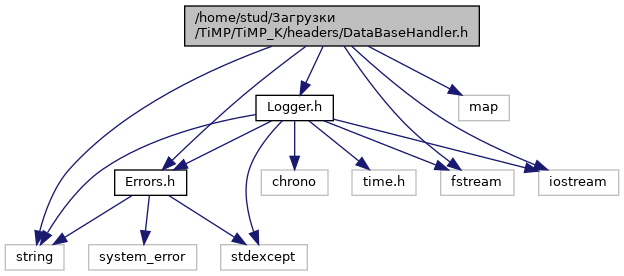 /home/stud/Загрузки
/TiMP/TiMP_K/headers/DataBaseHandler.h
Logger.h
map
Errors.h
chrono
time.h
fstream
iostream
string
system_error
stdexcept